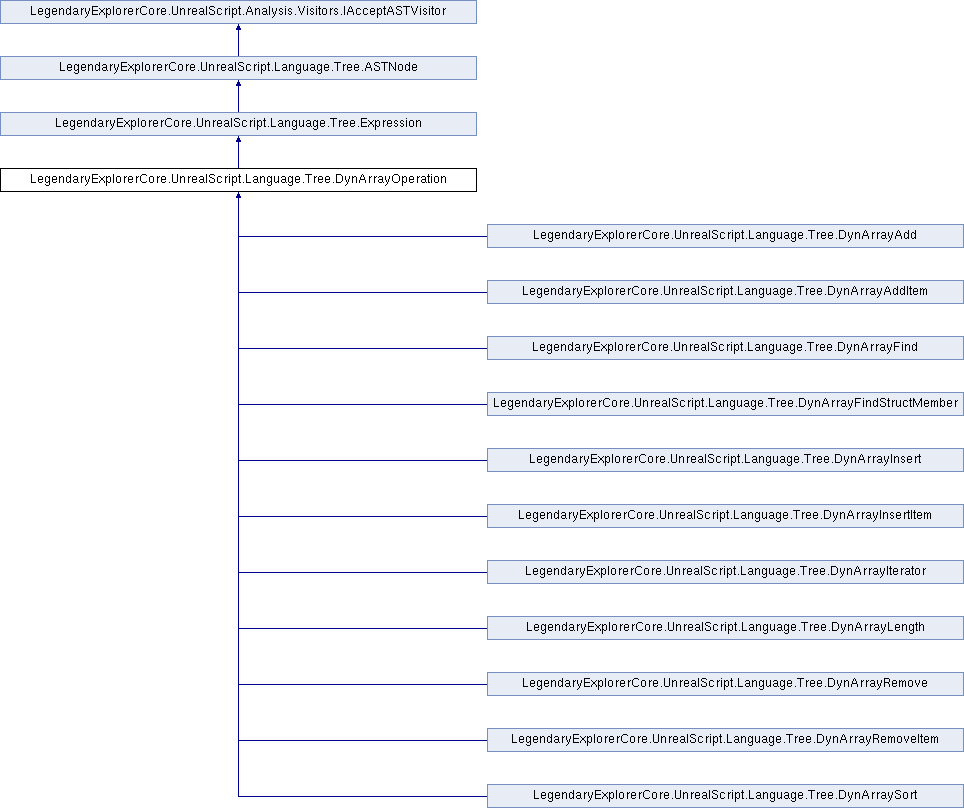 LegendaryExplorerCore.UnrealScript.Analysis.Visitors.IAcceptASTVisitor
LegendaryExplorerCore.UnrealScript.Language.Tree.ASTNode
LegendaryExplorerCore.UnrealScript.Language.Tree.Expression
LegendaryExplorerCore.UnrealScript.Language.Tree.DynArrayOperation
LegendaryExplorerCore.UnrealScript.Language.Tree.DynArrayAdd
LegendaryExplorerCore.UnrealScript.Language.Tree.DynArrayAddItem
LegendaryExplorerCore.UnrealScript.Language.Tree.DynArrayFind
LegendaryExplorerCore.UnrealScript.Language.Tree.DynArrayFindStructMember
LegendaryExplorerCore.UnrealScript.Language.Tree.DynArrayInsert
LegendaryExplorerCore.UnrealScript.Language.Tree.DynArrayInsertItem
LegendaryExplorerCore.UnrealScript.Language.Tree.DynArrayIterator
LegendaryExplorerCore.UnrealScript.Language.Tree.DynArrayLength
LegendaryExplorerCore.UnrealScript.Language.Tree.DynArrayRemove
LegendaryExplorerCore.UnrealScript.Language.Tree.DynArrayRemoveItem
LegendaryExplorerCore.UnrealScript.Language.Tree.DynArraySort